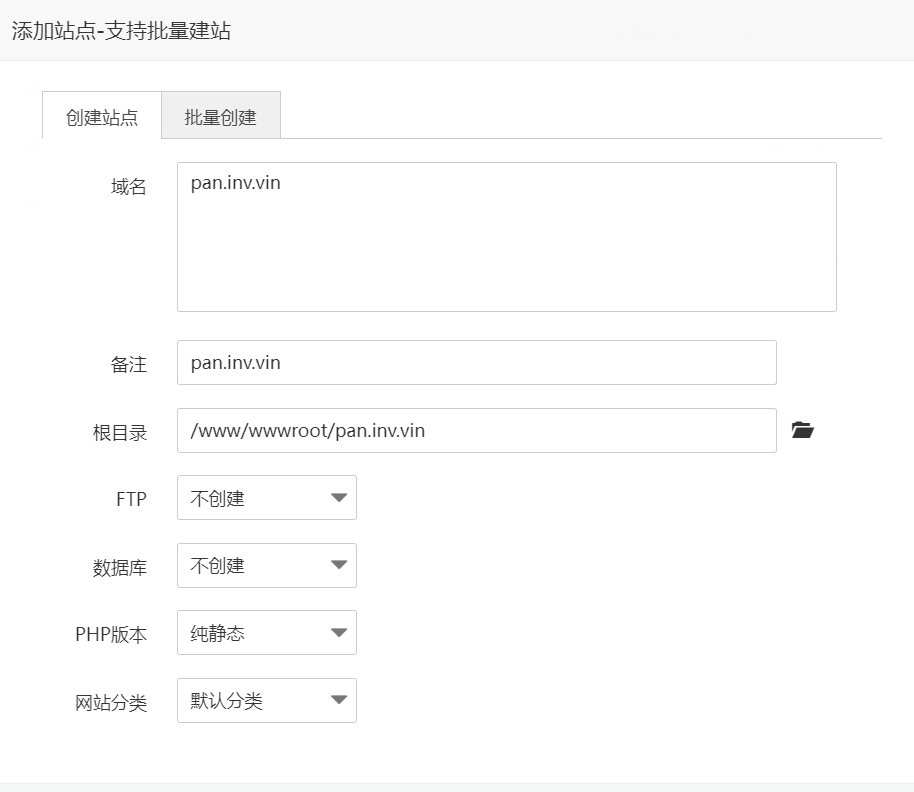 添加站点-支持批量建站
创建站点 批量创建
域名 pan.inv.vin
备注 pan.inv.vin
根目录 /www/wwwroot/pan.inv.vin
FTP 不创建
数据库 不创建
PHP版本 纯静态
网站分类 默认分类